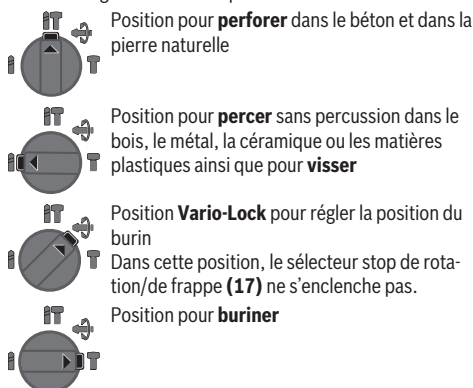 Position pour perforer dans le béton et dans la
pierre naturelle
Position pour percer sans percussion dans le
bois, le métal, la céramique ou les matières
plastiques ainsi que pour visser
Position Vario-Lock pour régler la position du
burin
Dans cette position, le sélecteur stop de rota-
tion/de frappe (17) ne s'enclenche pas.
Position pour buriner